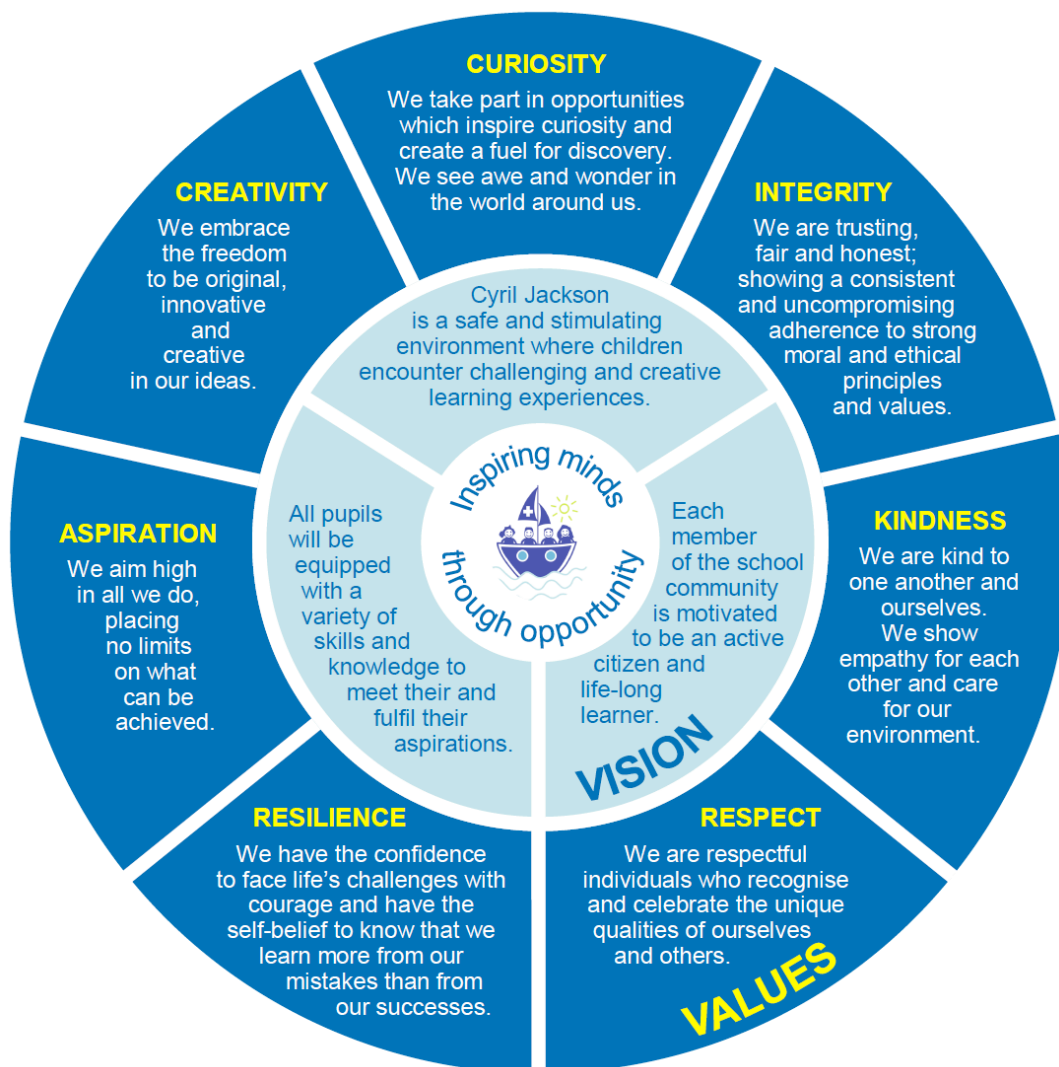 CURIOSITY
We take part in opportunities
which inspire curiosity and
create a fuel for discovery.
We see awe and wonder in
the world around us.
INTEGRITY
We are trusting,
fair and honest;
showing a consistent
and uncompromising
adherence to strong
moral and ethical
principles
and values.
KINDNESS
We are kind to
one another and
ourselves.
We show
empathy for each
other and care
for our
environment.
RESPECT
We are respectful
individuals who recognise
and celebrate the unique
qualities of ourselves
and others.
VALUES
RESILIENCE
We have the confidence
to face life's challenges with
courage and have the
self-belief to know that we
learn more from our
mistakes than from
our successes.
ASPIRATION
We aim high
in all we do,
placing
no limits
on what
can be
achieved.
CREATIVITY
We embrace
the freedom
to be original,
innovative
and
creative
in our ideas.
Cyril Jackson
is a safe and stimulating
environment where children
encounter challenging and creative
learning experiences.
Each
member
of the school
community
is motivated
to be an active
citizen and
life-long
learner.
VISION
All pupils
will be
equipped
with a
variety of
skills and
knowledge to
meet their and
fulfil their
aspirations.
Inspiring minds
through opportunity